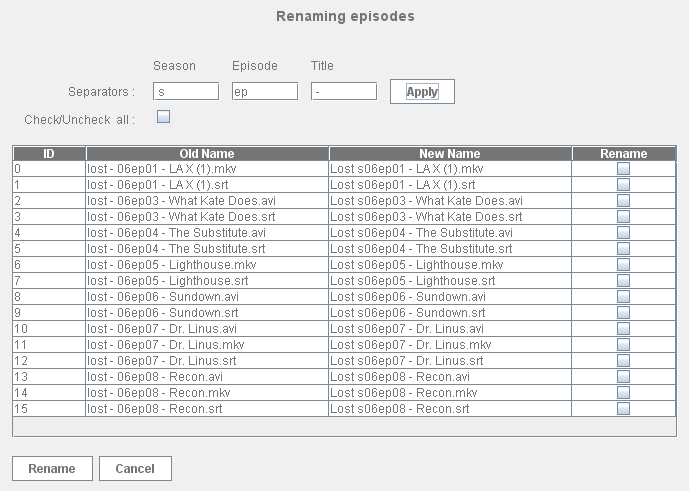 Renaming episodes
Season Episode Title
Separators : s ep - Apply
Check/Uncheck all :
ID Old Name New Name Rename
0 lost - 06ep01 - LA X (1).mkv Lost s06ep01 - LA X (1).mkv
1 lost - 06ep01 - LA X (1).srt Lost s06ep01 - LA X (1).srt
2 lost - 06ep03 - What Kate Does.avi Lost s06ep03 - What Kate Does.avi
3 lost - 06ep03 - What Kate Does.srt Lost s06ep03 - What Kate Does.srt
4 lost - 06ep04 - The Substitute.avi Lost s06ep04 - The Substitute.avi
5 lost - 06ep04 - The Substitute.srt Lost s06ep04 - The Substitute.srt
6 lost - 06ep05 - Lighthouse.mkv Lost s06ep05 - Lighthouse.mkv
7 lost - 06ep05 - Lighthouse.srt Lost s06ep05 - Lighthouse.srt
8 lost - 06ep06 - Sundown.avi Lost s06ep06 - Sundown.avi
9 lost - 06ep06 - Sundown.srt Lost s06ep06 - Sundown.srt
10 lost - 06ep07 - Dr. Linus.avi Lost s06ep07 - Dr. Linus.avi
11 lost - 06ep07 - Dr. Linus.mkv Lost s06ep07 - Dr. Linus.mkv
12 lost - 06ep07 - Dr. Linus.srt Lost s06ep07 - Dr. Linus.srt
13 lost - 06ep08 - Recon.avi Lost s06ep08 - Recon.avi
14 lost - 06ep08 - Recon.mkv Lost s06ep08 - Recon.mkv
15 lost - 06ep08 - Recon.srt Lost s06ep08 - Recon.srt
Rename Cancel